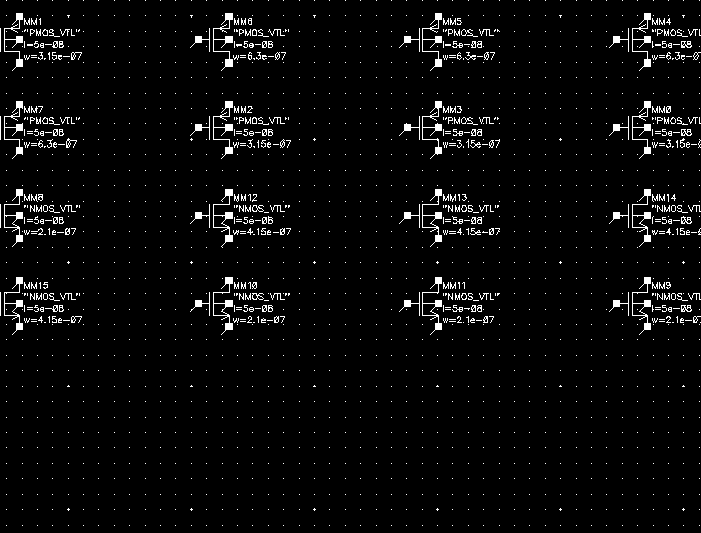 MM1
"PMOS_VTL"
l=5e-08
w=3.15e-07
MM6
"PMOS_VTL"
l=5e-08
w=6.3e-07
MM5
"PMOS_VTL"
l=5e-08
w=6.3e-07
MM4
"PMOS_VTL
l=5e-08
w=6.3e-07
MM7
"PMOS_VTL"
l=5e-08
w=6.3e-07
MM2
"PMOS_VTL"
l=5e-08
w=3.15e-07
MM3
"PMOS_VTL"
l=5e-08
w=3.15e-07
MM0
"PMOS_VTL
l=5e-08
w=3.15e-0
MM8
"NMOS_VTL"
l=5e-08
w=2.1e-07
MM12
"NMOS_VTL"
l=5e-08
w=4.15e-07
MM13
"NMOS_VTL"
l=5e-08
w=4.15e-07
MM14
"NMOS_VTL
l=5e-08
w=4.15e-0
MM15
"NMOS_VTL"
l=5e-08
w=4.15e-07
MM10
"NMOS_VTL"
l=5e-08
w=2.1e-07
MM11
"NMOS_VTL"
l=5e-08
w=2.1e-07
MM9
"NMOS_VTL
l=5e-08
w=2.1e-07